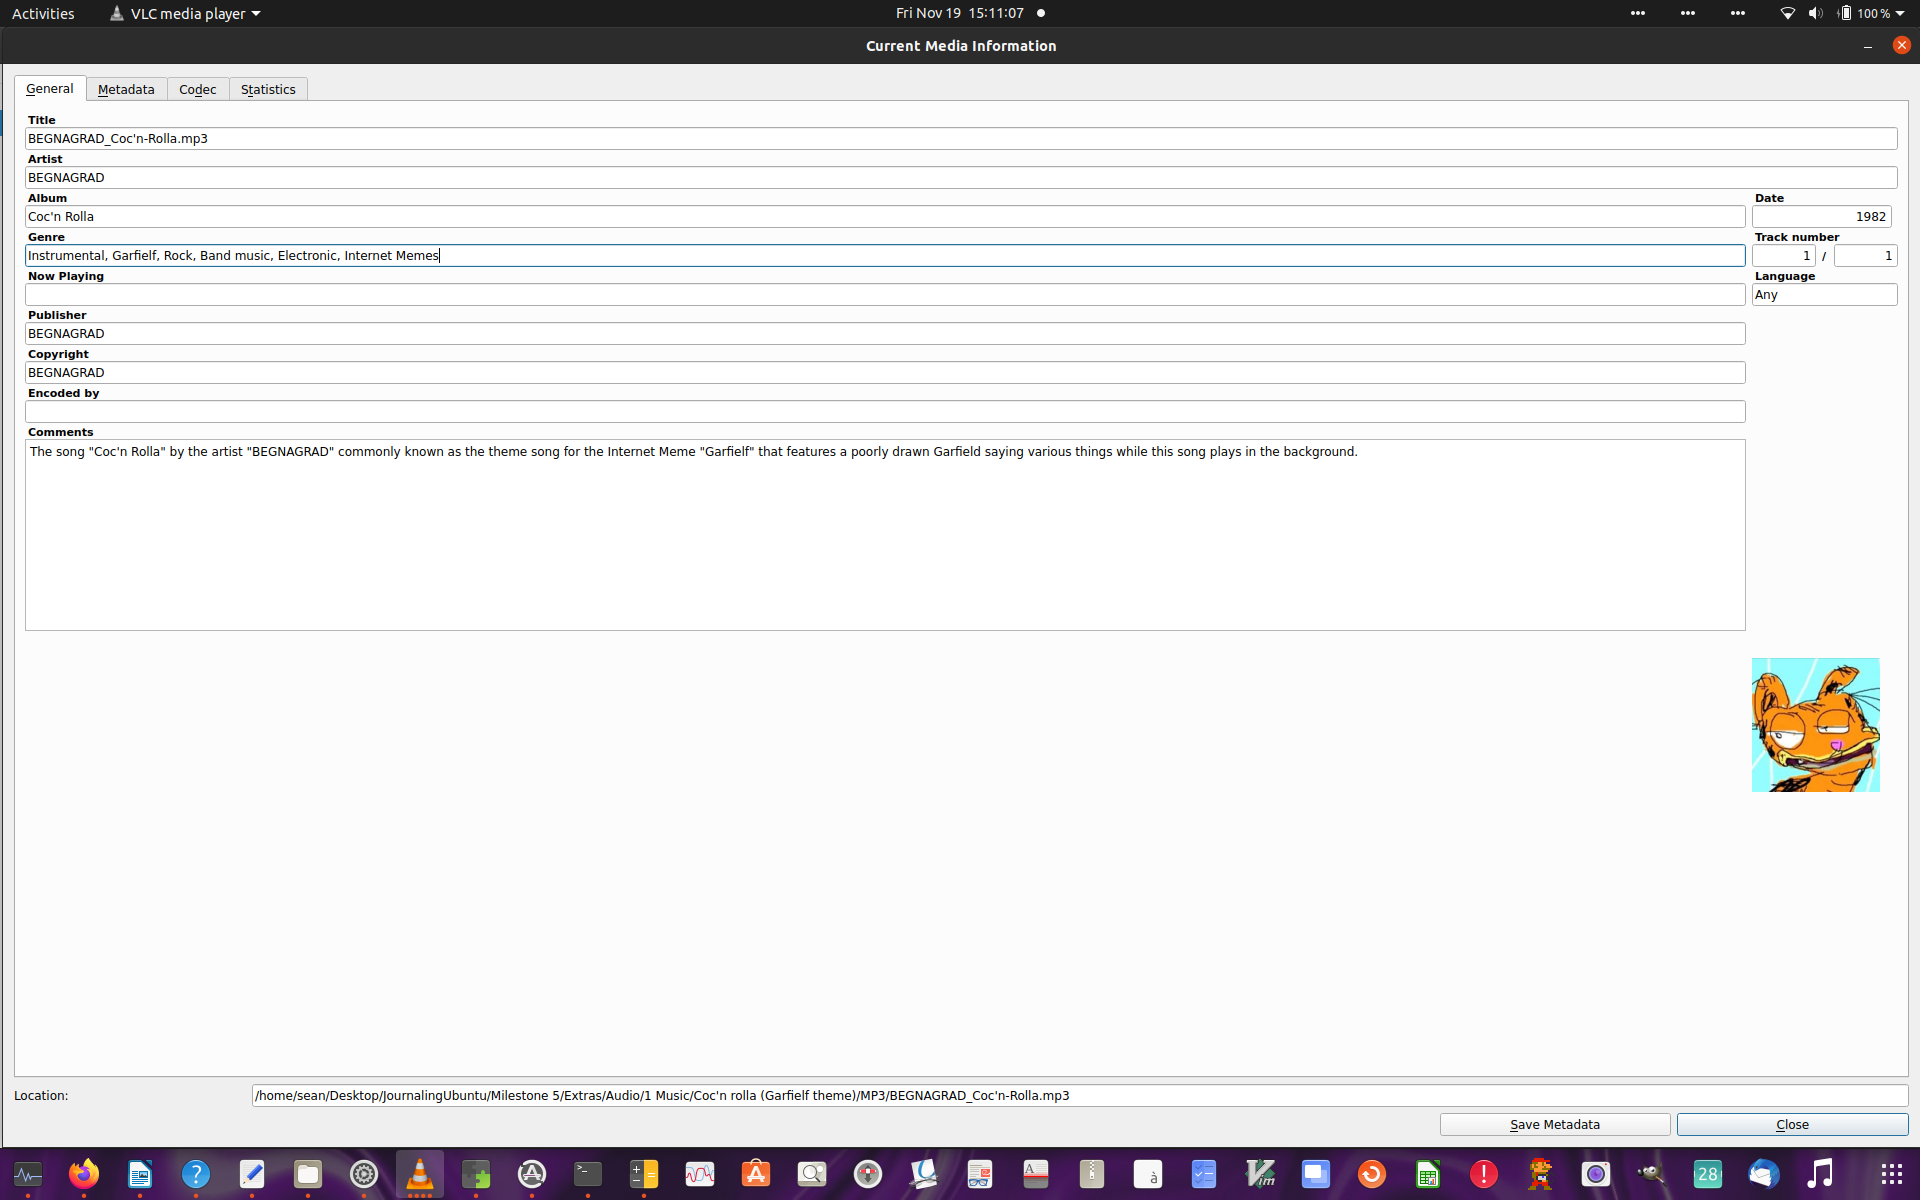 Activities VLC media player Fri Nov 19 15:11:07 100 %
Current Media Information
General Metadata Codec Statistics
Title
BEGNAGRAD_Coc'n-Rolla.mp3
Artist
BEGNAGRAD
Album Date
Coc'n Rolla 1982
Genre Track number
Instrumental, Garfielf, Rock, Band music, Electronic, Internet Memes 1 / 1
Now Playing Language
Any
Publisher
BEGNAGRAD
Copyright
BEGNAGRAD
Encoded by
Comments
The song "Coc'n Rolla" by the artist "BEGNAGRAD" commonly known as the theme song for the Internet Meme "Garfielf" that features a poorly drawn Garfield saying various things while this song plays in the background.
Location: /home/sean/Desktop/JournalingUbuntu/Milestone 5/Extras/Audio/1 Music/Coc'n rolla (Garfielf theme)/MP3/BEGNAGRAD_Coc'n-Rolla.mp3
Save Metadata Close
? >_ A à Vim ! 28